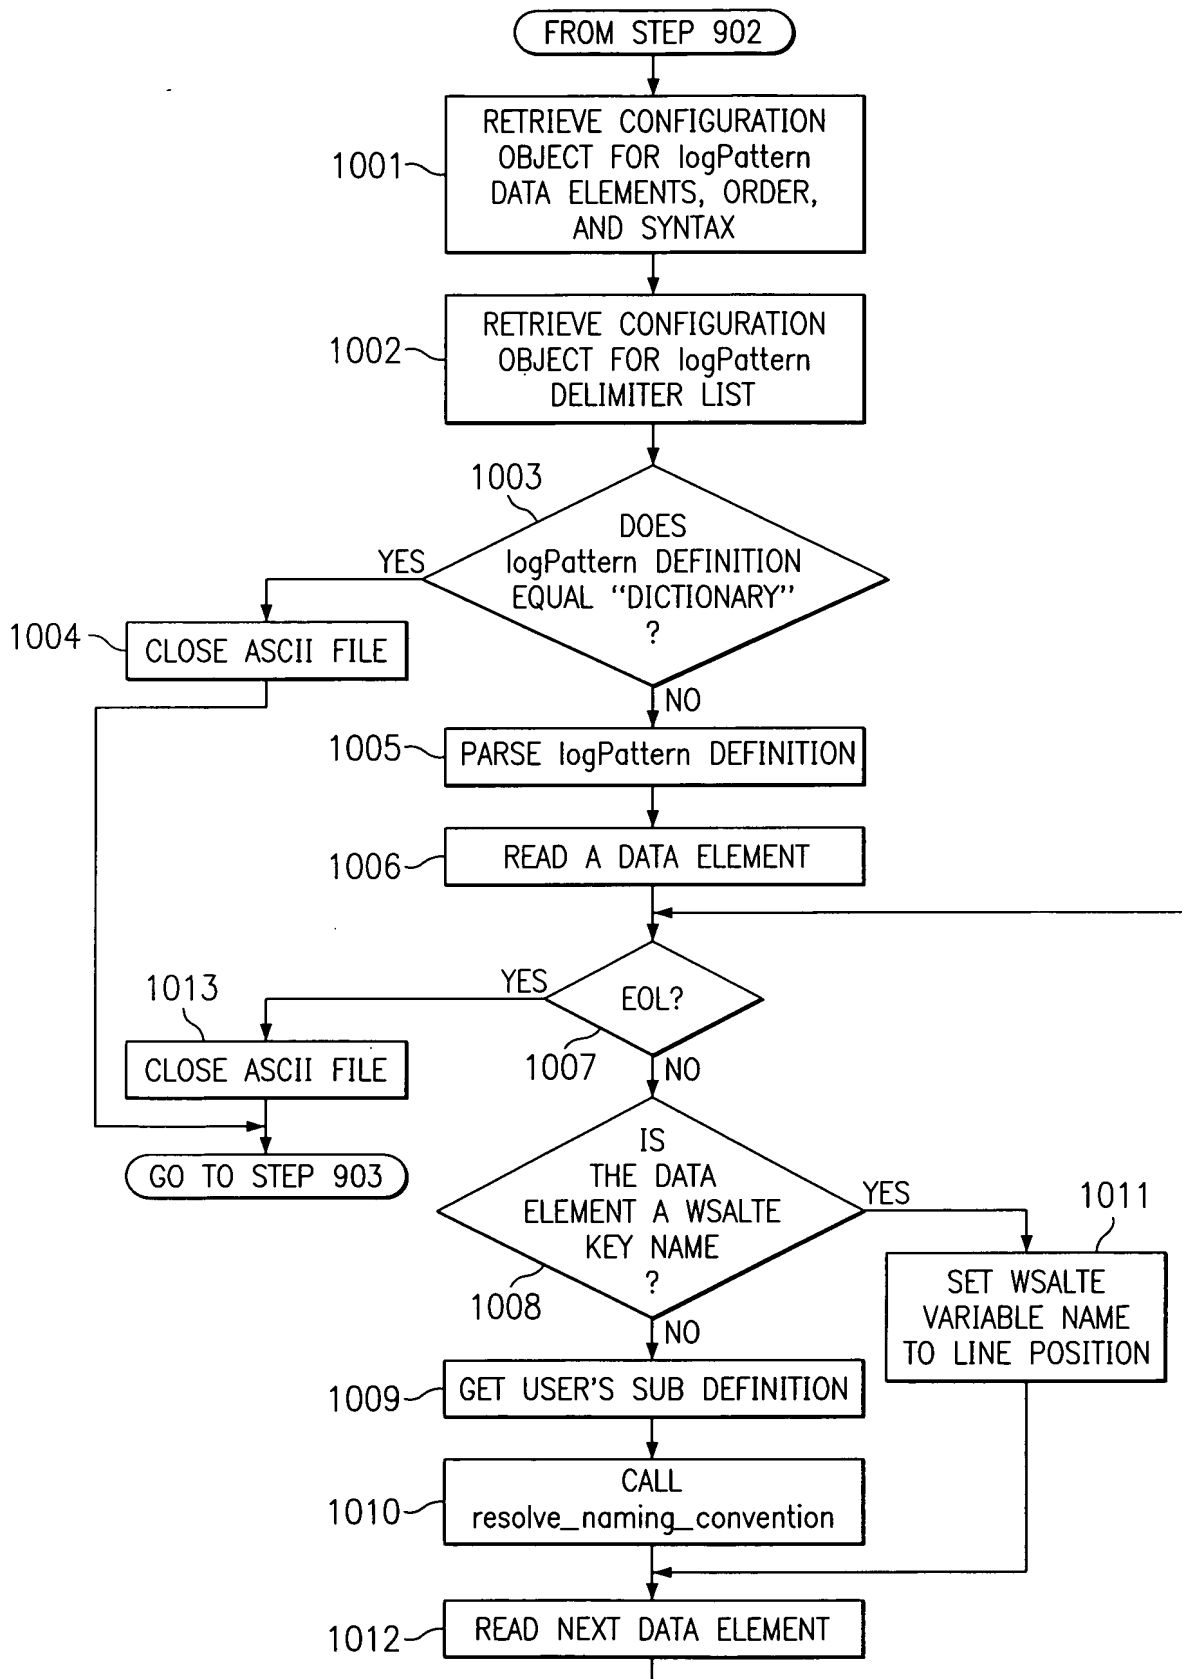 FROM STEP 902
1001
RETRIEVE CONFIGURATION
OBJECT FOR logPattern
DATA ELEMENTS, ORDER,
AND SYNTAX
1002
RETRIEVE CONFIGURATION
OBJECT FOR logPattern
DELIMITER LIST
1003
DOES
logPattern DEFINITION
EQUAL "DICTIONARY"
?
YES
1004
CLOSE ASCII FILE
NO
1005
PARSE logPattern DEFINITION
1006
READ A DATA ELEMENT
1013
YES
EOL?
1007
CLOSE ASCII FILE
NO
GO TO STEP 903
IS
THE DATA
ELEMENT A WSALTE
KEY NAME
?
1008
YES
1011
SET WSALTE
VARIABLE NAME
TO LINE POSITION
NO
1009
GET USER'S SUB DEFINITION
1010
CALL
resolve_naming_convention
1012
READ NEXT DATA ELEMENT